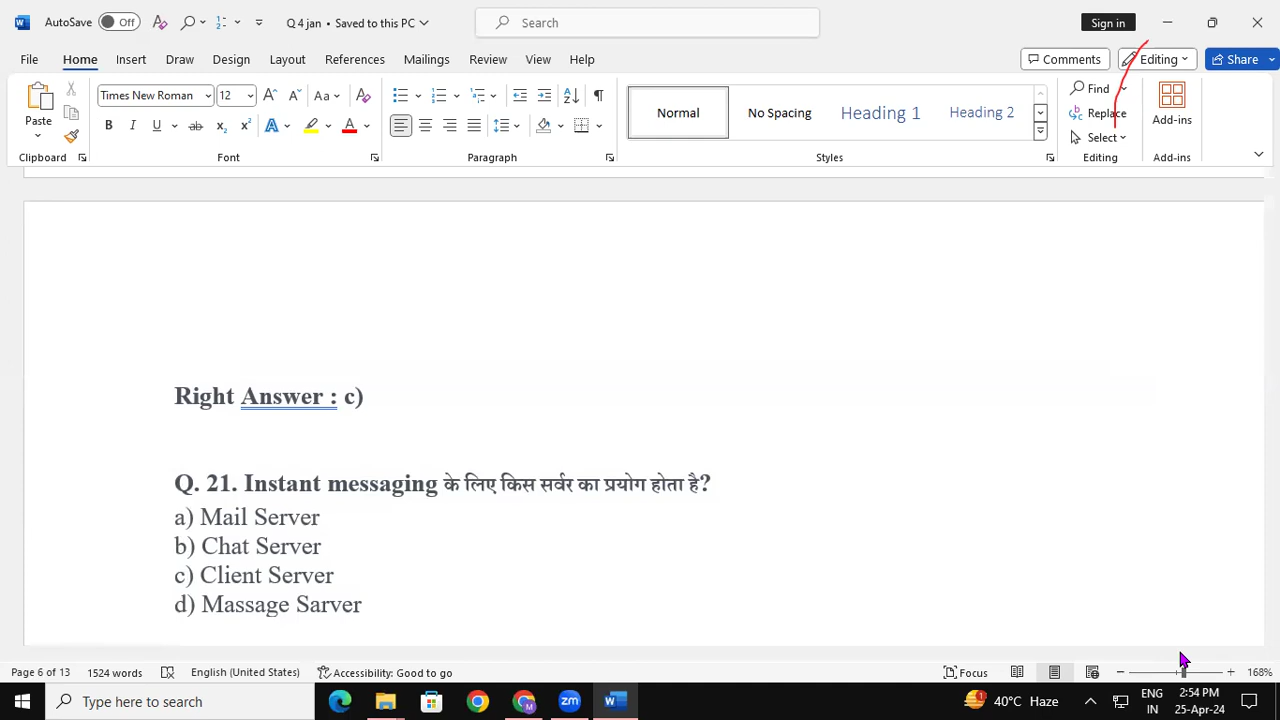 AutoSave Off Q 4 jan • Saved to this PC Search Sign in
File Home Insert Draw Design Layout References Mailings Review View Help Comments Editing Share
Paste Times New Roman 12 Aa Find
Normal No Spacing Heading 1 Heading 2 Replace Add-ins
B I U ab x₂ x² A A Select
Clipboard Font Paragraph Styles Editing Add-ins
Right Answer : c)
Q. 21. Instant messaging के लिए किस सर्वर का प्रयोग होता है?
a) Mail Server
b) Chat Server
c) Client Server
d) Massage Sarver
Page 6 of 13 1524 words English (United States) Accessibility: Good to go Focus 168%
Type here to search 40°C Haze ENG IN 2:54 PM 25-Apr-24